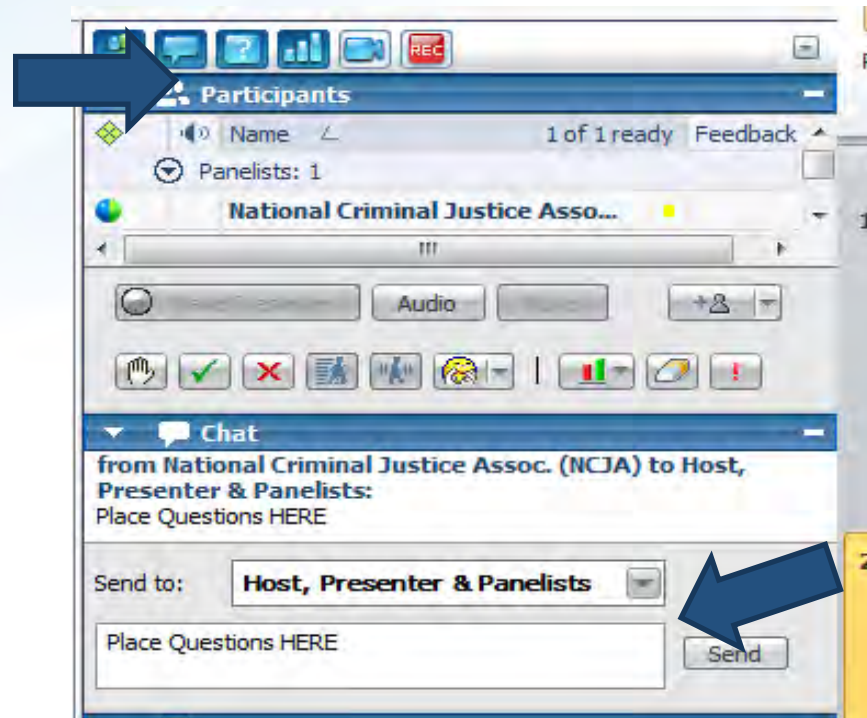 REC
Participants
Name 1 of 1 ready Feedback
Panelists: 1
National Criminal Justice Asso...
Audio
Chat
from National Criminal Justice Assoc. (NCJA) to Host,
Presenter & Panelists:
Place Questions HERE
Send to: Host, Presenter & Panelists
Place Questions HERE
Send